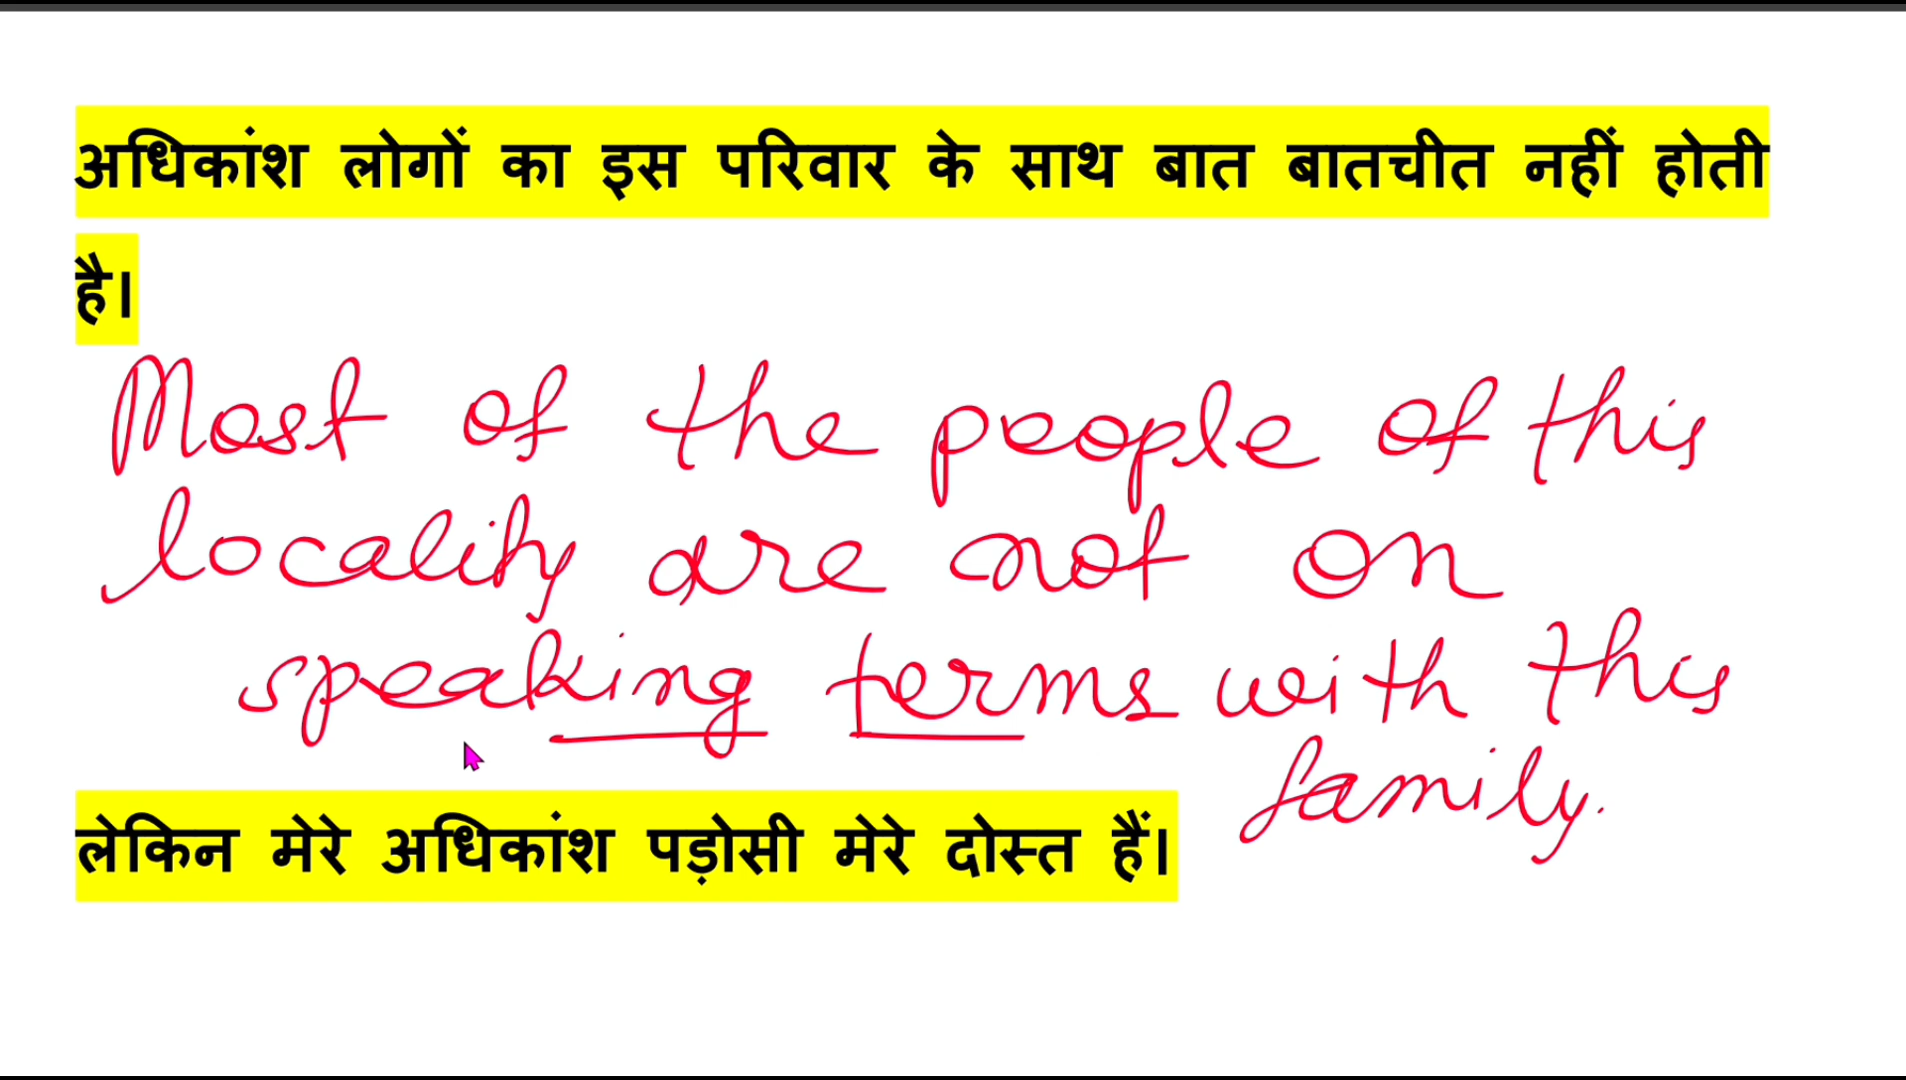 अधिकांश लोगों का इस परिवार के साथ बात बातचीत नहीं होती
है।
Most of the people of this
locality are not on
speaking terms with this
family.
लेकिन मेरे अधिकांश पड़ोसी मेरे दोस्त हैं।